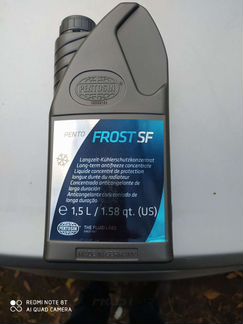 PENTOSIN
PENTO
FROST SF
Langzeit-Kühlerschutzkonzentrat
Long-term antifreeze concentrate
Liquide concentré de protection
longue durée du radiateur
Concentrado anticongelante de
larga duración
Anticongelante concentrado de
longa duração
℮ 1,5 L / 1.58 qt. (US)
PENTOSIN
THE FLUID LABEL
REDMI NOTE 8T
AI QUAD CAMERA